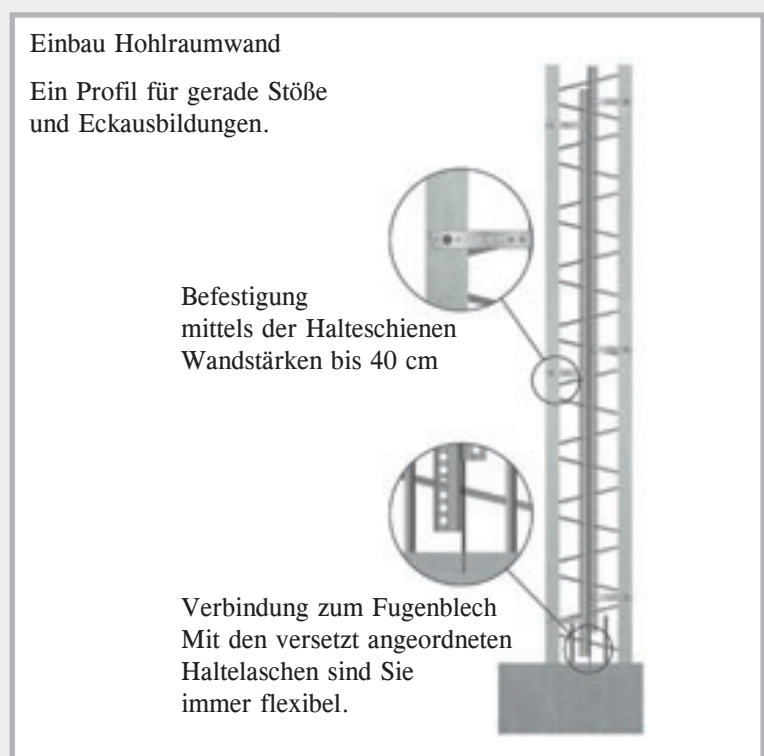 Einbau Hohlraumwand
Ein Profil für gerade Stöße
und Eckausbildungen.
Befestigung
mittels der Halteschienen
Wandstärken bis 40 cm
Verbindung zum Fugenblech
Mit den versetzt angeordneten
Haltelaschen sind Sie
immer flexibel.